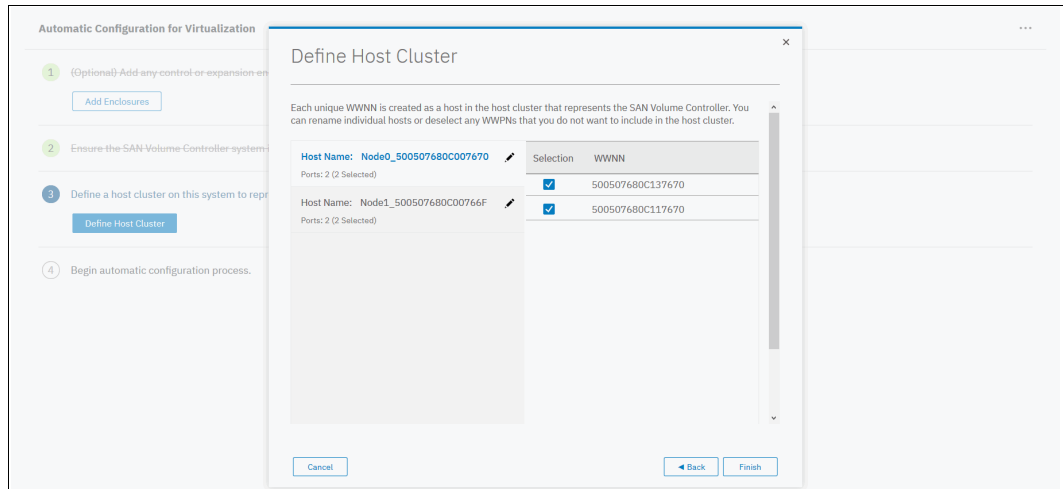 Automatic Configuration for Virtualization
...
1 (Optional) Add any control or expansion en
Add Enclosures
2 Ensure the SAN Volume Controller system i
3 Define a host cluster on this system to repr
Define Host Cluster
4 Begin automatic configuration process.
Define Host Cluster
×
Each unique WWNN is created as a host in the host cluster that represents the SAN Volume Controller. You
can rename individual hosts or deselect any WWPNs that you do not want to include in the host cluster.
Host Name: Node0_500507680C007670
Ports: 2 (2 Selected)
Host Name: Node1_500507680C00766F
Ports: 2 (2 Selected)
Selection WWNN
500507680C137670
500507680C117670
Cancel
◄ Back
Finish